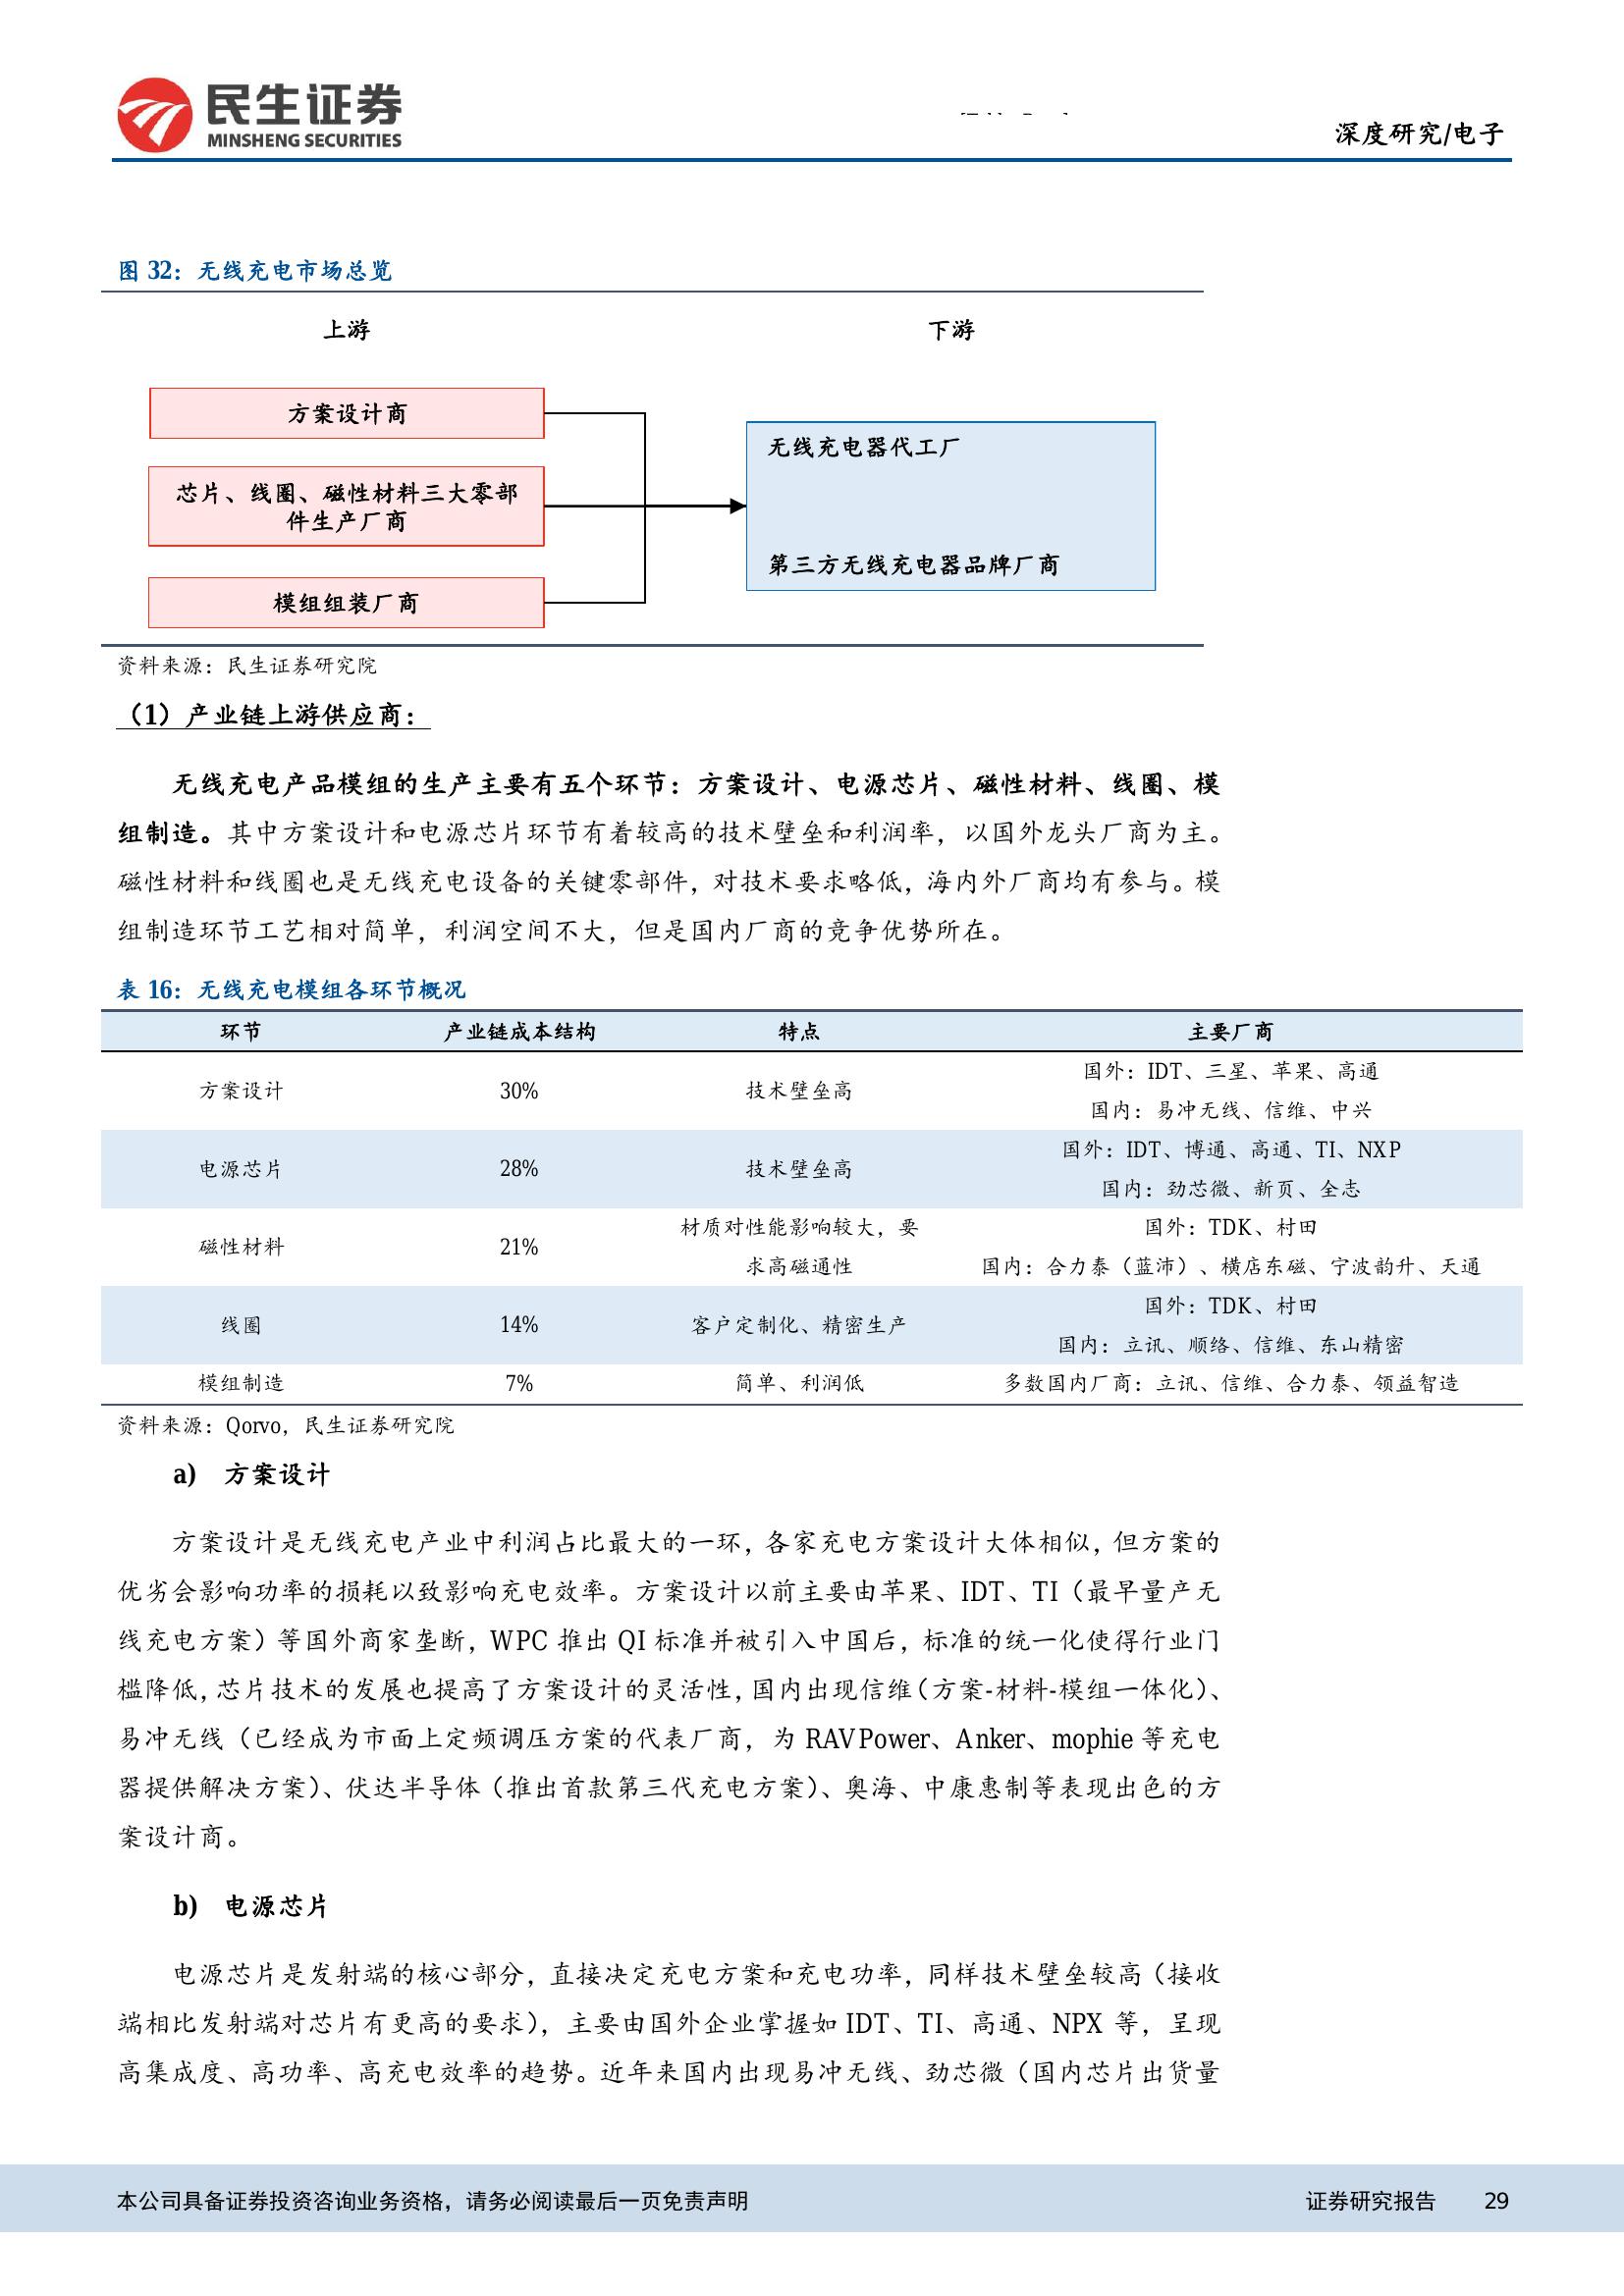 民生证券
MINSHENG SECURITIES
深度研究/电子
图 32：无线充电市场总览
上游
下游
方案设计商
芯片、线圈、磁性材料三大零部
件生产厂商
模组组装厂商
无线充电器代工厂
第三方无线充电器品牌厂商
资料来源：民生证券研究院
（1）产业链上游供应商：
无线充电产品模组的生产主要有五个环节：方案设计、电源芯片、磁性材料、线圈、模
组制造。其中方案设计和电源芯片环节有着较高的技术壁垒和利润率，以国外龙头厂商为主。
磁性材料和线圈也是无线充电设备的关键零部件，对技术要求略低，海内外厂商均有参与。模
组制造环节工艺相对简单，利润空间不大，但是国内厂商的竞争优势所在。
表 16：无线充电模组各环节概况
环节 产业链成本结构 特点 主要厂商
方案设计 30% 技术壁垒高 国外：IDT、三星、苹果、高通
国内：易冲无线、信维、中兴
电源芯片 28% 技术壁垒高 国外：IDT、博通、高通、TI、NXP
国内：劲芯微、新页、全志
磁性材料 21% 材质对性能影响较大，要 国外：TDK、村田
求高磁通性 国内：合力泰（蓝沛）、横店东磁、宁波韵升、天通
线圈 14% 客户定制化、精密生产 国外：TDK、村田
国内：立讯、顺络、信维、东山精密
模组制造 7% 简单、利润低 多数国内厂商：立讯、信维、合力泰、领益智造
资料来源：Qorvo，民生证券研究院
a) 方案设计
方案设计是无线充电产业中利润占比最大的一环，各家充电方案设计大体相似，但方案的
优劣会影响功率的损耗以致影响充电效率。方案设计以前主要由苹果、IDT、TI（最早量产无
线充电方案）等国外商家垄断，WPC 推出 QI 标准并被引入中国后，标准的统一化使得行业门
槛降低，芯片技术的发展也提高了方案设计的灵活性，国内出现信维（方案-材料-模组一体化）、
易冲无线（已经成为市面上定频调压方案的代表厂商，为 RAVPower、Anker、mophie 等充电
器提供解决方案）、伏达半导体（推出首款第三代充电方案）、奥海、中康惠制等表现出色的方
案设计商。
b) 电源芯片
电源芯片是发射端的核心部分，直接决定充电方案和充电功率，同样技术壁垒较高（接收
端相比发射端对芯片有更高的要求），主要由国外企业掌握如 IDT、TI、高通、NPX 等，呈现
高集成度、高功率、高充电效率的趋势。近年来国内出现易冲无线、劲芯微（国内芯片出货量
本公司具备证券投资咨询业务资格，请务必阅读最后一页免责声明
证券研究报告 29